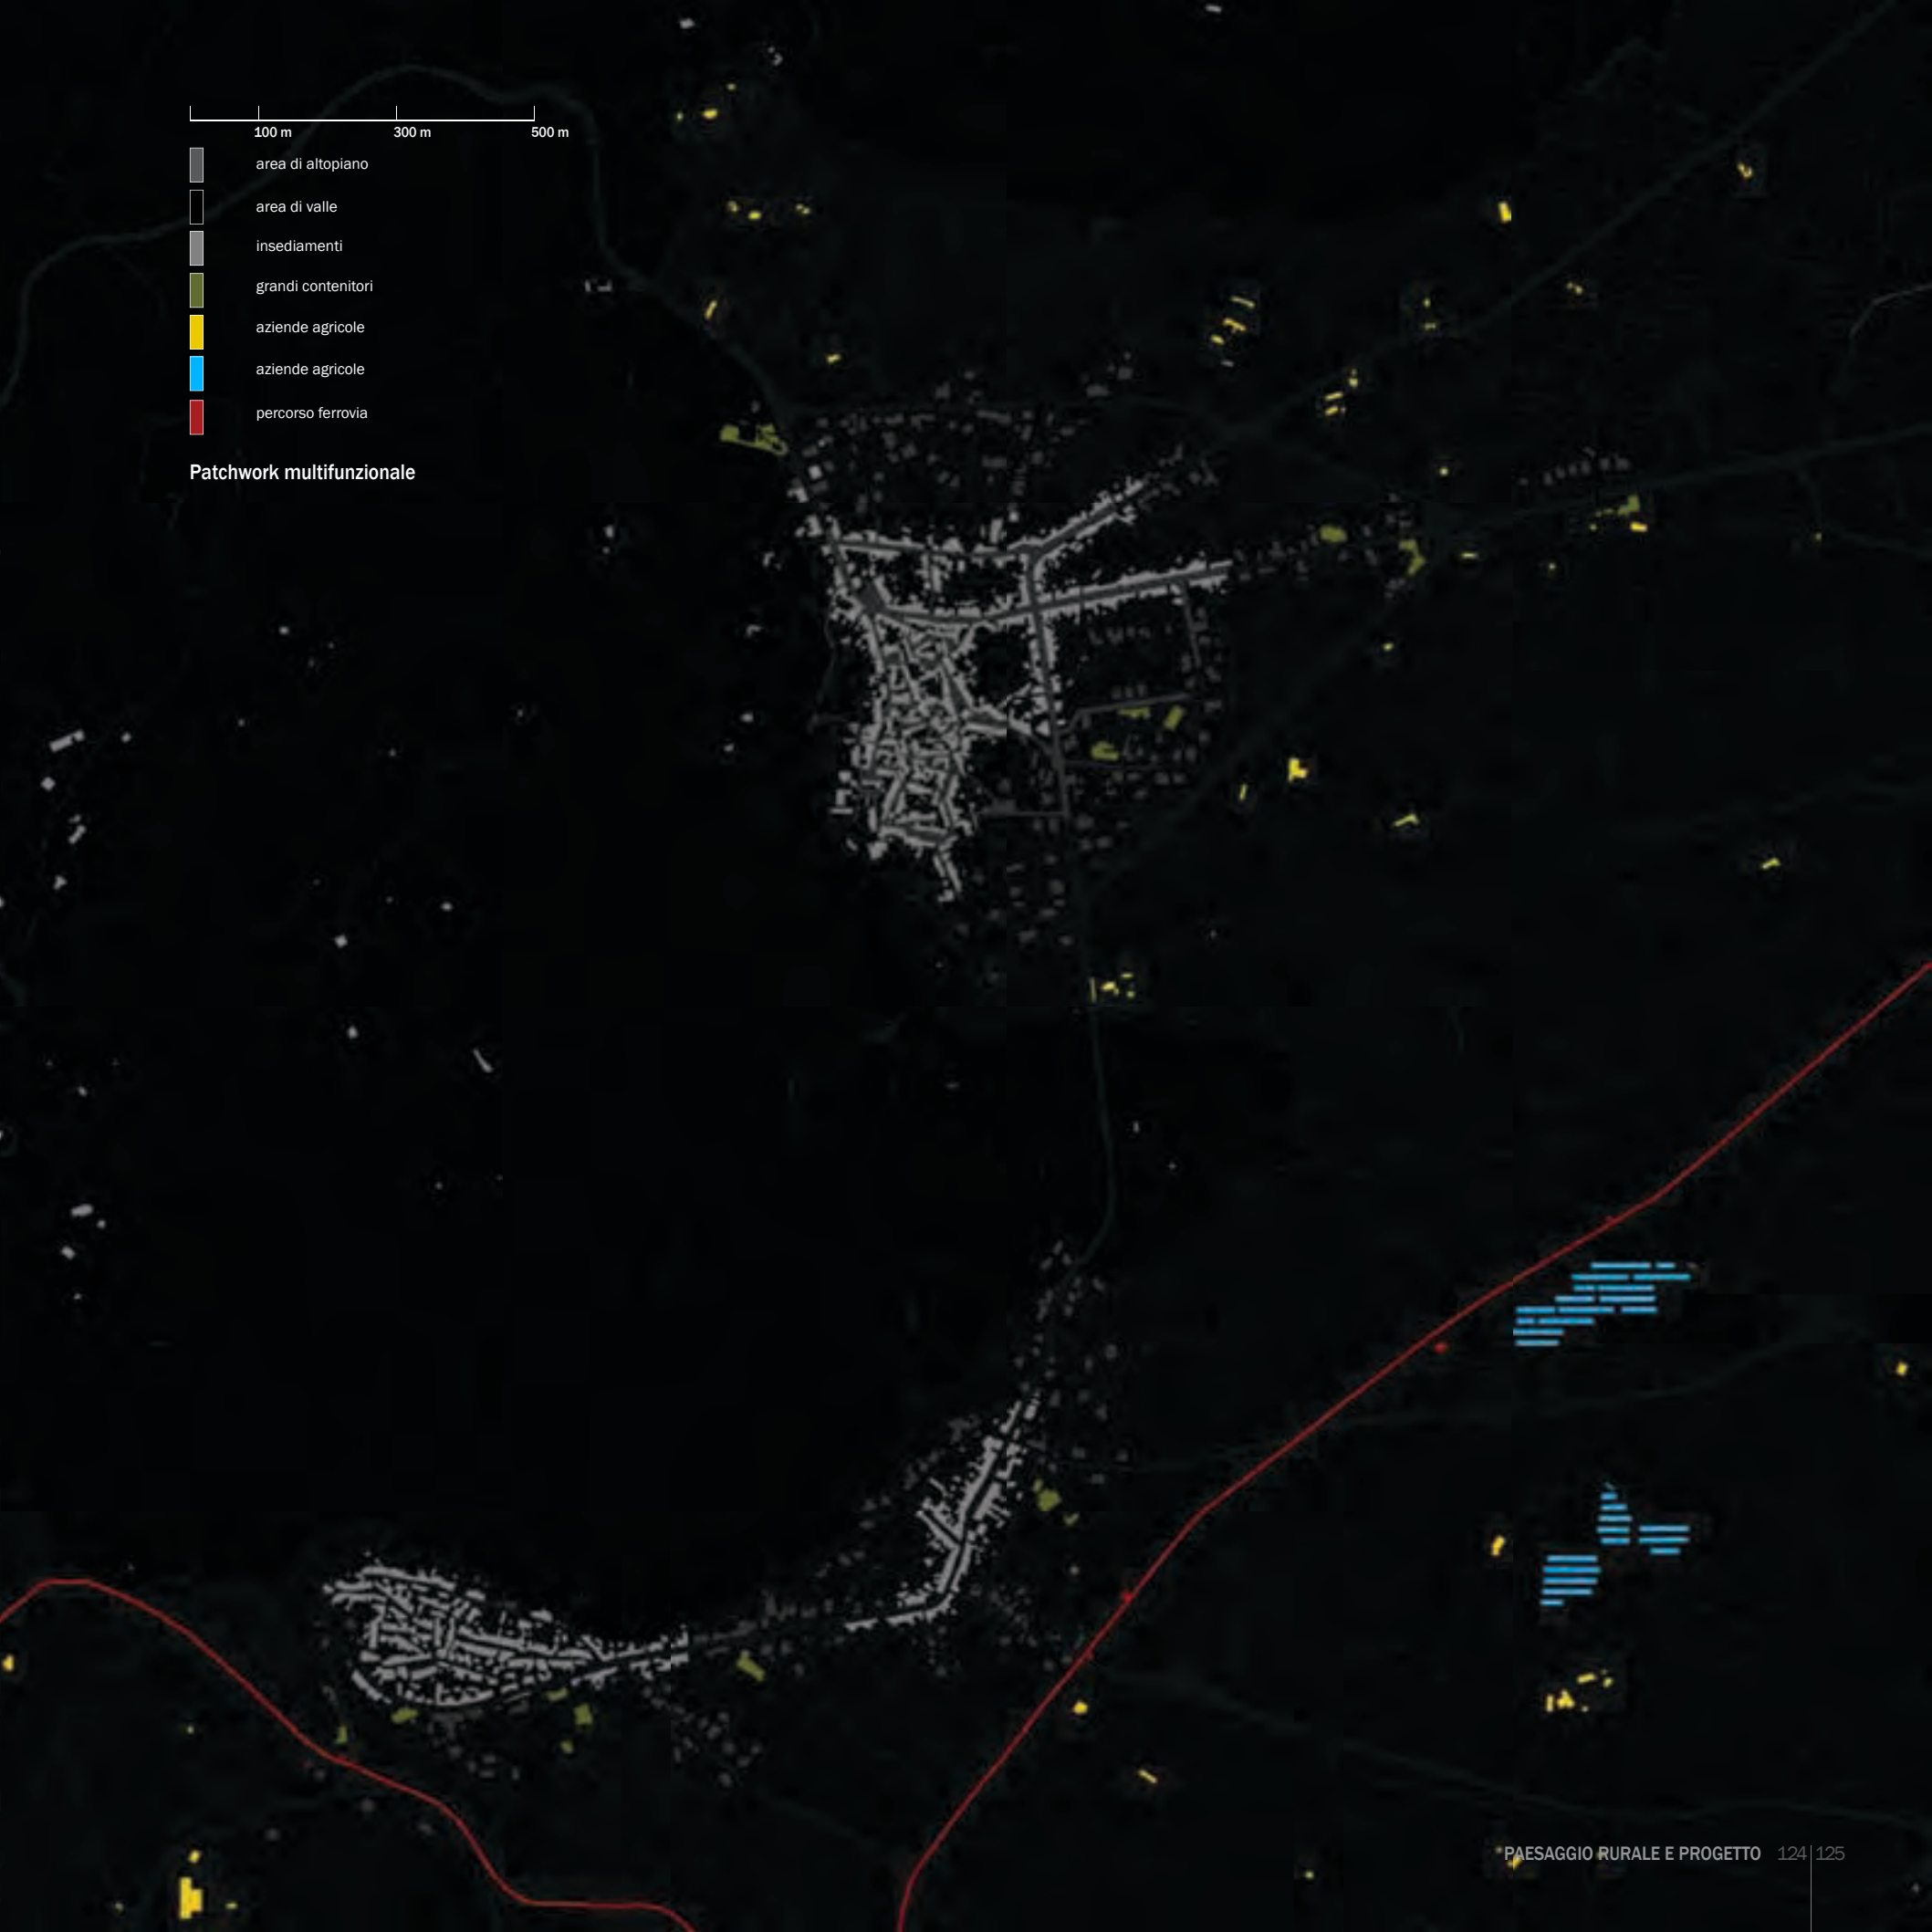 100 m 300 m 500 m
area di altopiano
area di valle
insediamenti
grandi contenitori
aziende agricole
aziende agricole
percorso ferrovia
Patchwork multifunzionale
PAESAGGIO RURALE E PROGETTO 124 125